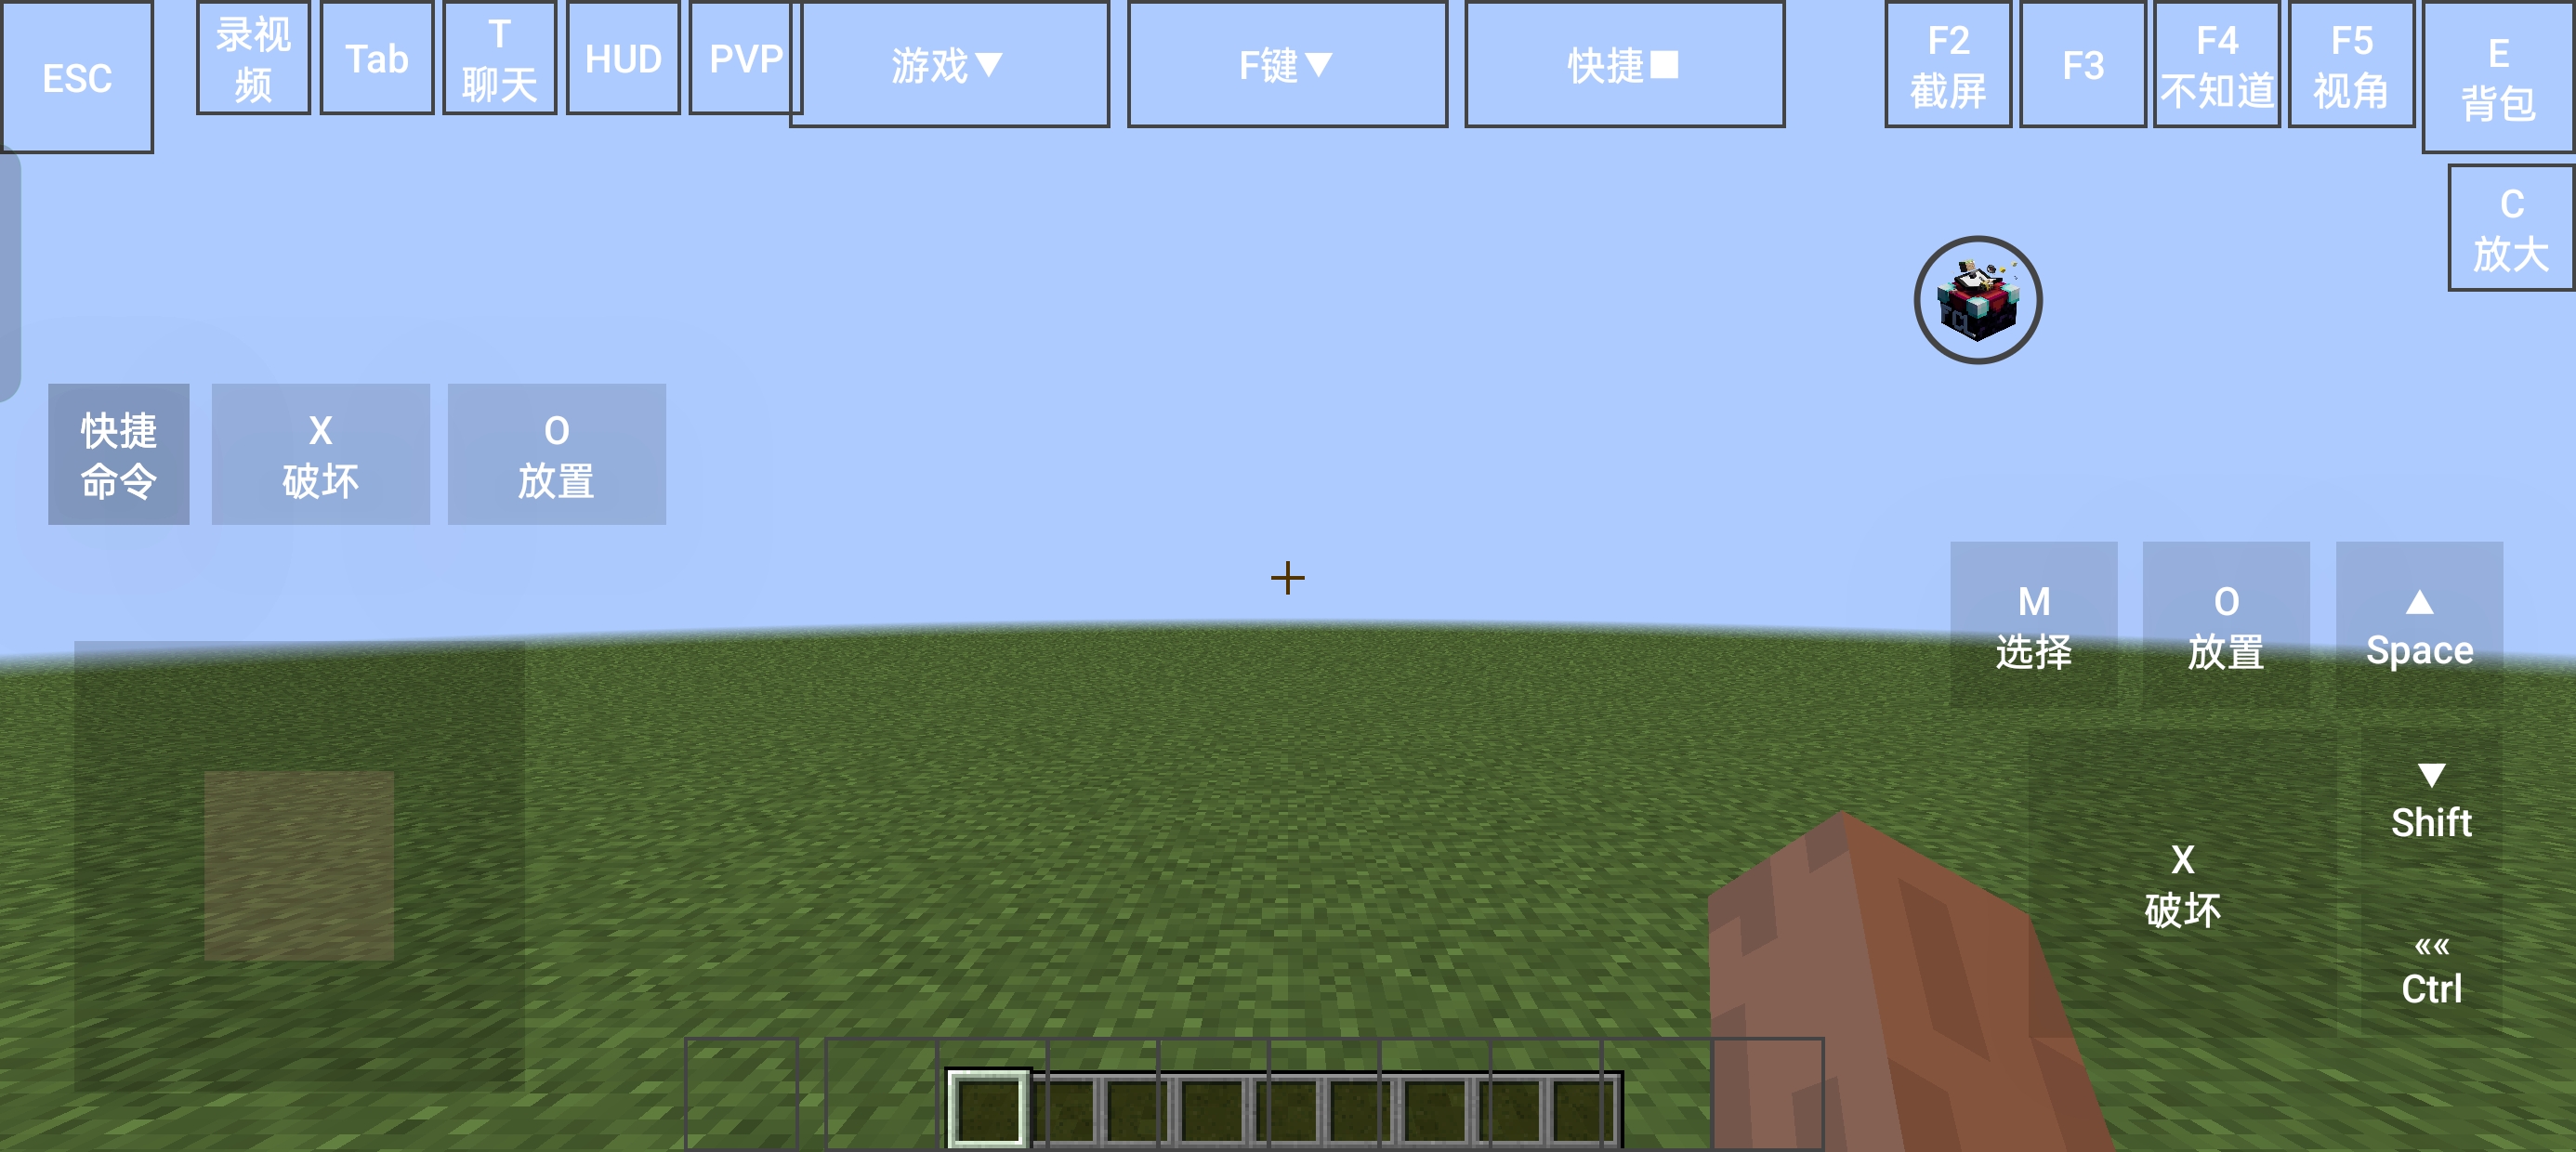 ESC
录视
频
Tab
T
聊天
HUD
PVP
游戏▼
F键▼
快捷■
F2
截屏
F3
F4
不知道
F5
视角
E
背包
C
放大
FCL
快捷
命令
X
破坏
O
放置
M
选择
O
放置
▲
Space
▼
Shift
X
破坏
««
Ctrl